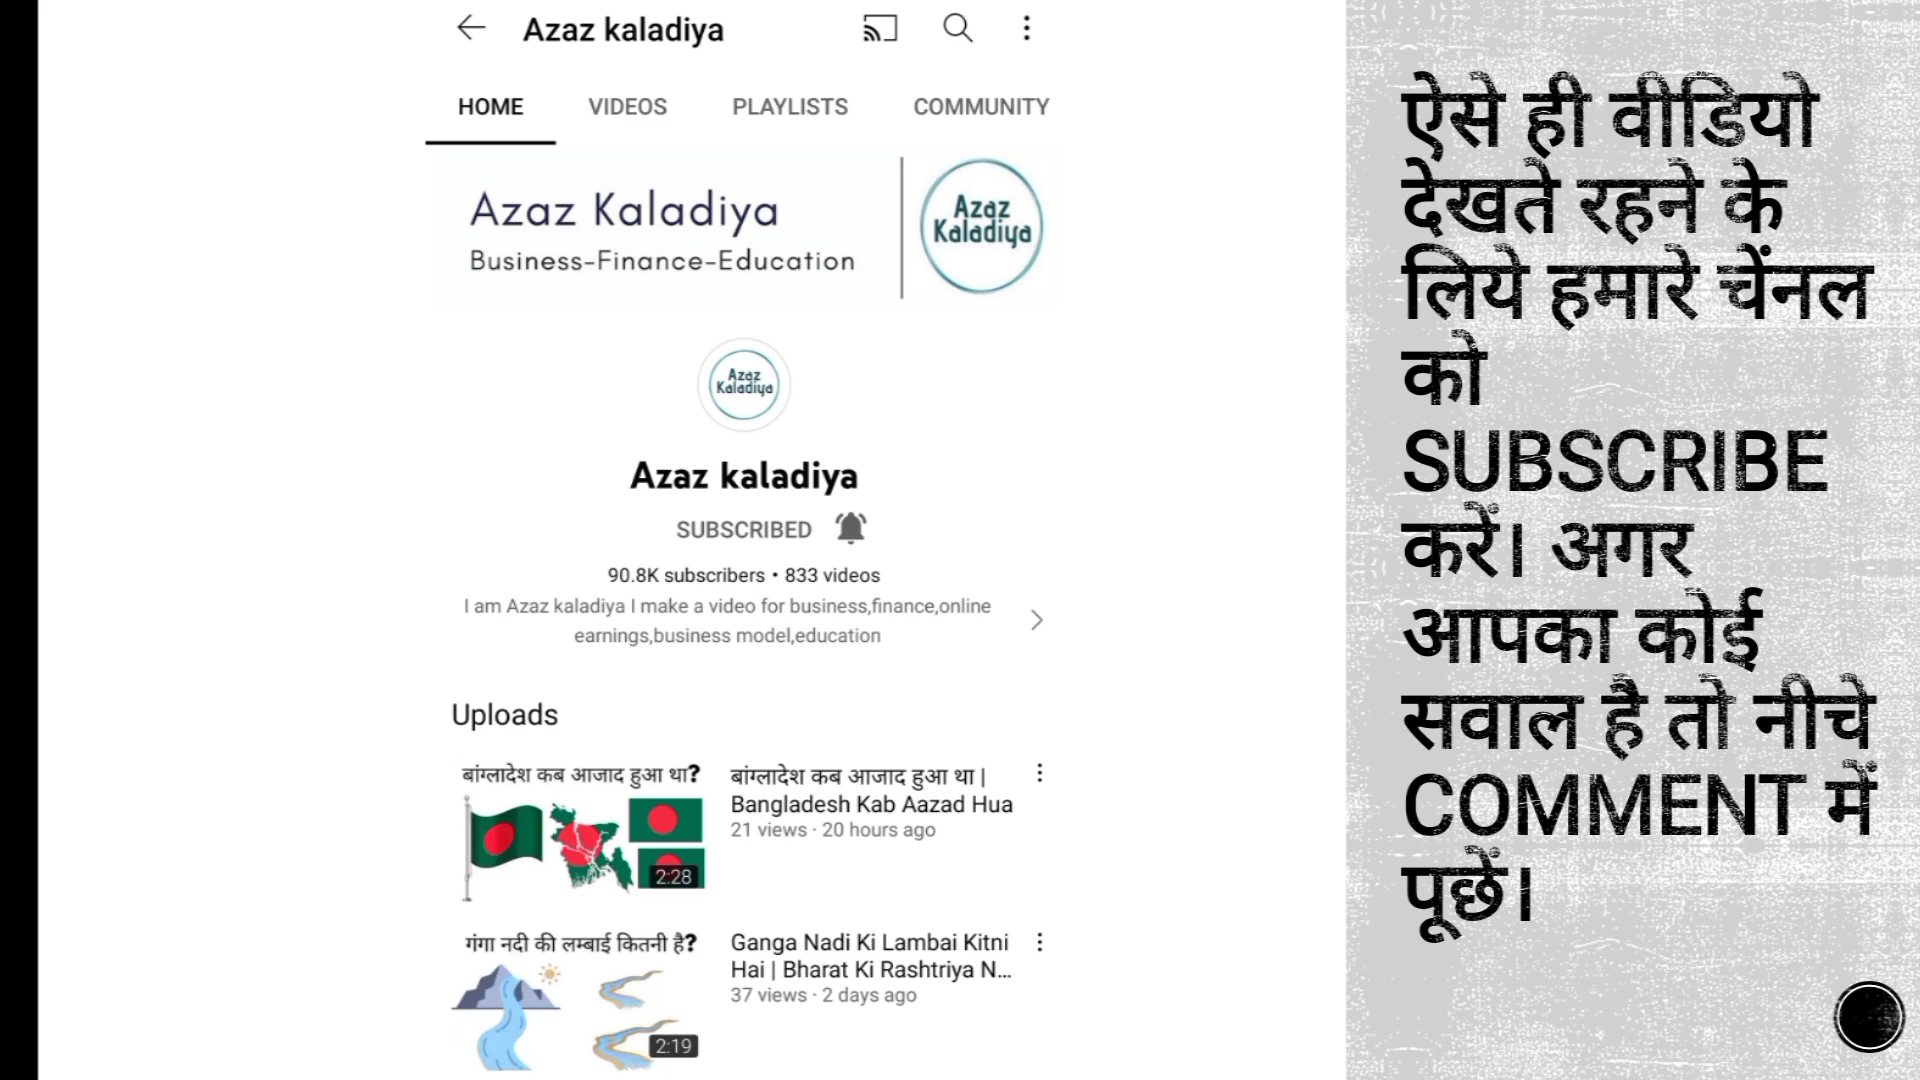 Azaz kaladiya
HOME VIDEOS PLAYLISTS COMMUNITY
Azaz Kaladiya
Business-Finance-Education
Azaz
Kaladiya
Azaz
Kaladiya
Azaz kaladiya
SUBSCRIBED
90.8K subscribers • 833 videos
I am Azaz kaladiya I make a video for business,finance,online
earnings,business model,education
Uploads
बांग्लादेश कब आजाद हुआ था?
2:28
बांग्लादेश कब आजाद हुआ था |
Bangladesh Kab Aazad Hua
21 views · 20 hours ago
गंगा नदी की लम्बाई कितनी है?
2:19
Ganga Nadi Ki Lambai Kitni
Hai | Bharat Ki Rashtriya N...
37 views · 2 days ago
ऐसे ही वीडियो
देखते रहने के
लिये हमारे चेंनल
को
SUBSCRIBE
करें। अगर
आपका कोई
सवाल है तो नीचे
COMMENT में
पूछें।